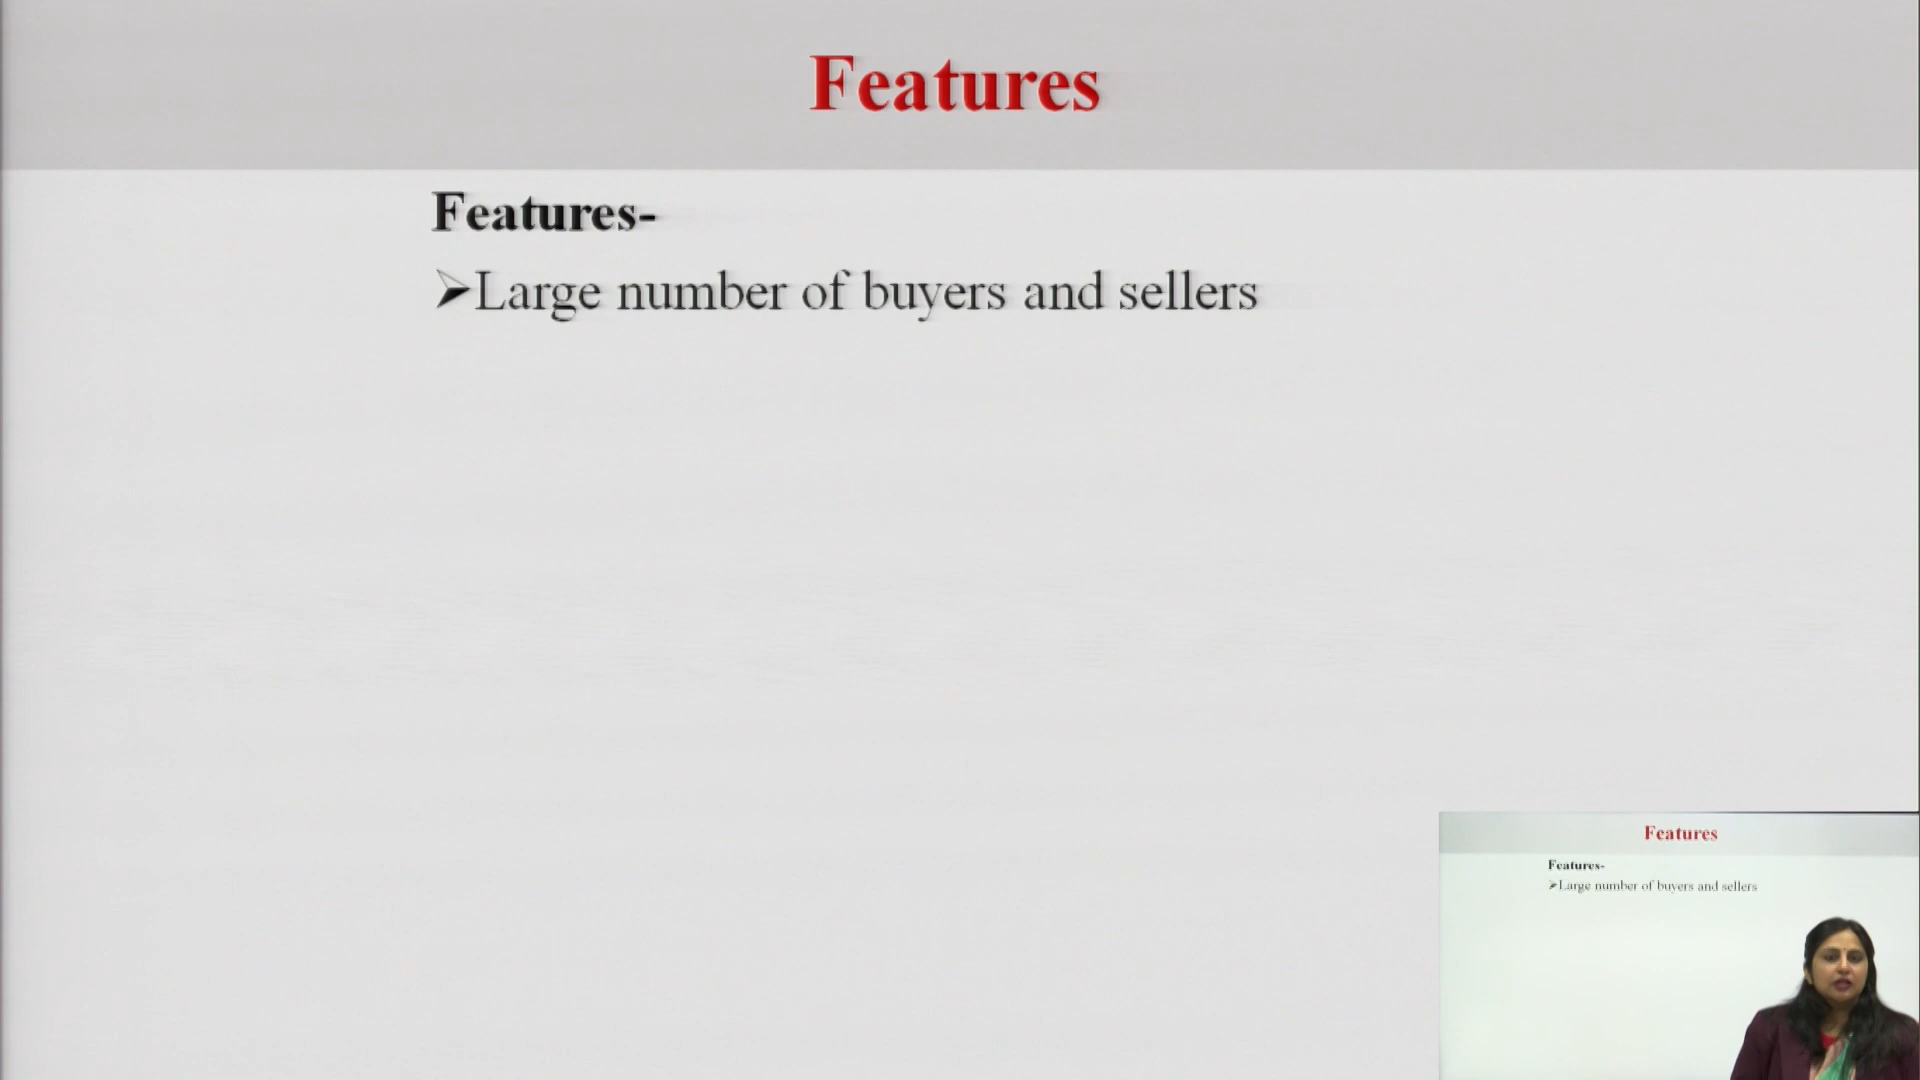 Features
Features-
➢Large number of buyers and sellers
Features
Features-
➢Large number of buyers and sellers